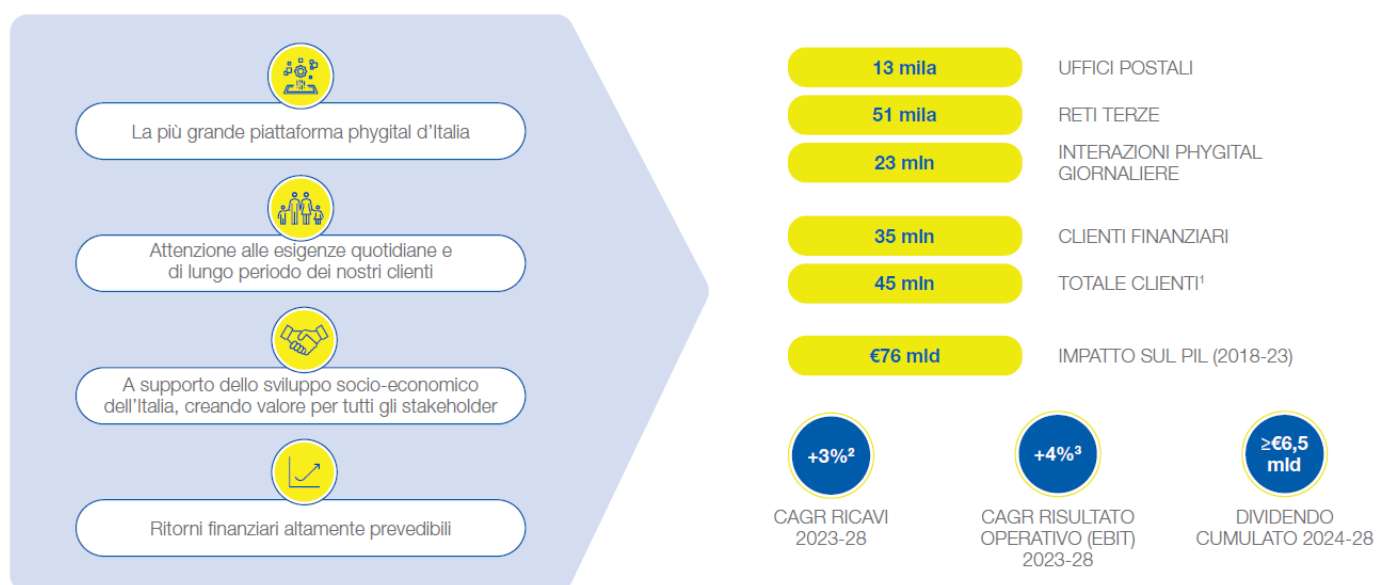 La più grande piattaforma phygital d'Italia
Attenzione alle esigenze quotidiane e
di lungo periodo dei nostri clienti
A supporto dello sviluppo socio-economico
dell'Italia, creando valore per tutti gli stakeholder
Ritorni finanziari altamente prevedibili
13 mila
UFFICI POSTALI
51 mila
RETI TERZE
23 mln
INTERAZIONI PHYGITAL
GIORNALIERE
35 mln
CLIENTI FINANZIARI
45 mln
TOTALE CLIENTI¹
€76 mld
IMPATTO SUL PIL (2018-23)
+3%²
CAGR RICAVI
2023-28
+4%³
CAGR RISULTATO
OPERATIVO (EBIT)
2023-28
≥€6,5
mld
DIVIDENDO
CUMULATO 2024-28